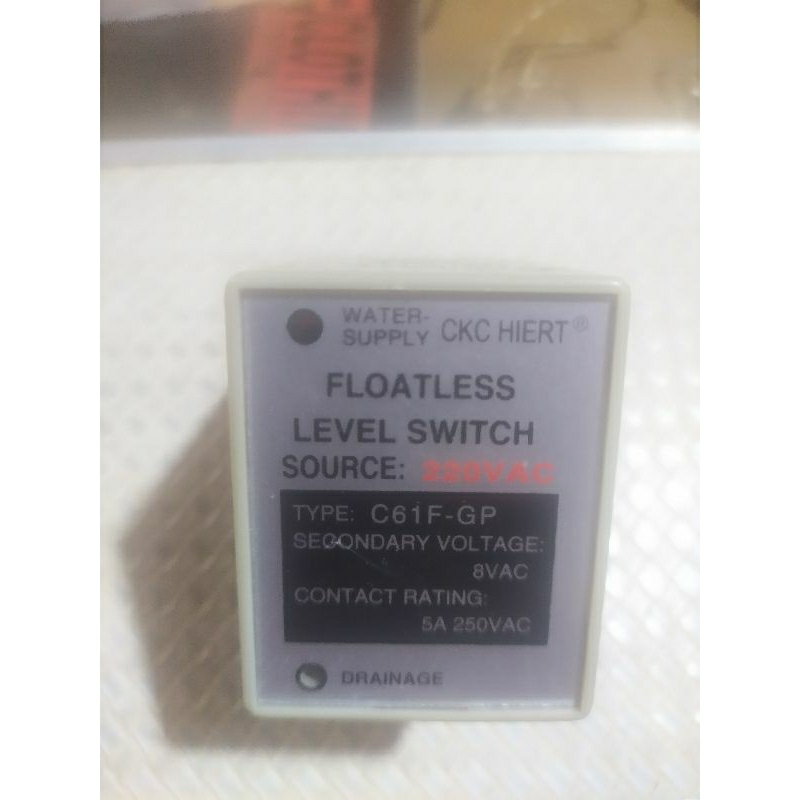 WATER-
SUPPLY CKC HIERT®
FLOATLESS
LEVEL SWITCH
SOURCE: 220VAC
TYPE: C61F-GP
SECONDARY VOLTAGE:
8VAC
CONTACT RATING:
5A 250VAC
DRAINAGE